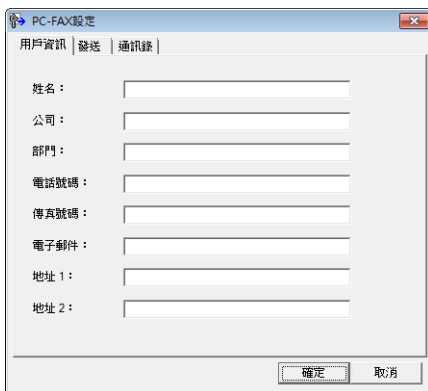 PC-FAX設定
用戶資訊 發送 通訊錄
姓名：
公司：
部門：
電話號碼：
傳真號碼：
電子郵件：
地址 1：
地址 2：
確定 取消